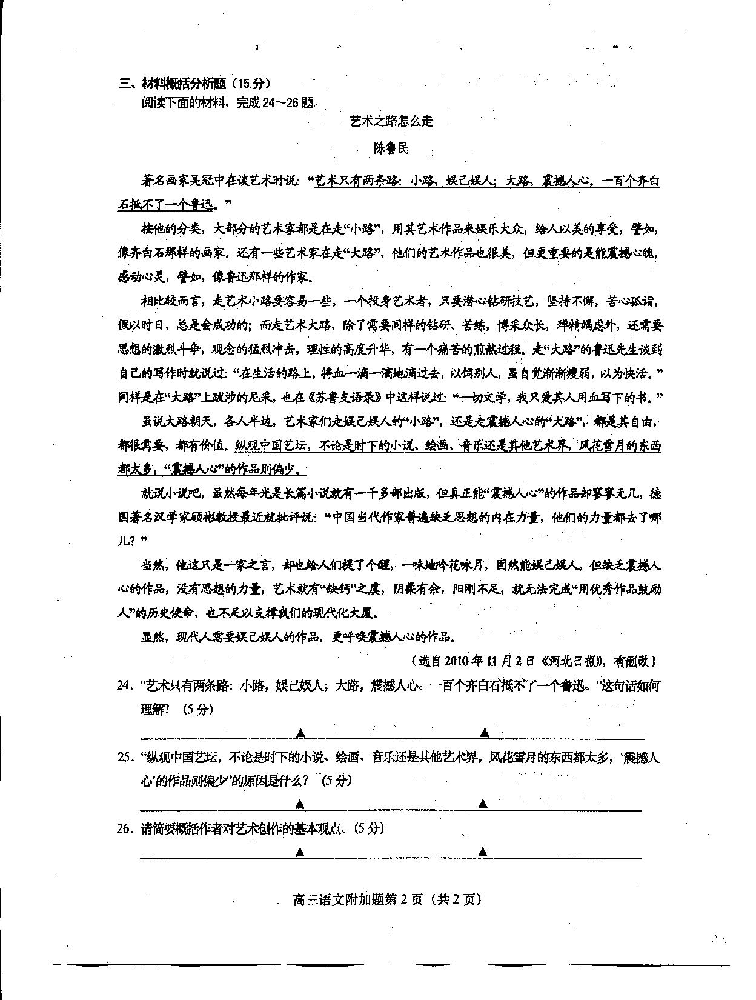 三、材料概括分析题（15分）
阅读下面的材料，完成24～26题。
艺术之路怎么走
陈鲁民
著名画家吴冠中在谈艺术时说：“艺术只有两条路：小路，娱己娱人；大路，震撼人心。一百个齐白
石抵不了一个鲁迅。”
按他的分类，大部分的艺术家都是在走“小路”，用其艺术作品来娱乐大众，给人以美的享受，譬如，
像齐白石那样的画家。还有一些艺术家在走“大路”，他们的艺术作品也很美，但更重要的是能震撼心魄，
感动心灵，譬如，像鲁迅那样的作家。
相比较而言，走艺术小路要容易一些，一个投身艺术者，只要潜心钻研技艺，坚持不懈，苦心孤诣，
假以时日，总是会成功的；而走艺术大路，除了需要同样的钻研、苦练，博采众长，殚精竭虑外，还需要
思想的激烈斗争，观念的猛烈冲击，理性的高度升华，有一个痛苦的煎熬过程。走“大路”的鲁迅先生谈到
自己的写作时就说过：“在生活的路上，将血一滴一滴地滴过去，以饲别人，虽自觉渐渐瘦弱，以为快活。”
同样是在“大路”上跋涉的尼采，也在《苏鲁支语录》中这样说过：“一切文学，我只爱其人用血写下的书。”
虽说大路朝天，各人半边，艺术家们走娱己娱人的“小路”，还是走震撼人心的“大路”，都是其自由，
都很需要，都有价值。纵观中国艺坛，不论是时下的小说、绘画、音乐还是其他艺术界，风花雪月的东西
都太多，“震撼人心”的作品则偏少。
就说小说吧，虽然每年光是长篇小说就有一千多部出版，但真正能“震撼人心”的作品却寥寥无几，德
国著名汉学家顾彬教授最近就批评说：“中国当代作家普遍缺乏思想的内在力量，他们的力量都去了哪
儿？”
当然，他这只是一家之言，却也给人们提了个醒，一味地吟花咏月，固然能娱己娱人，但缺乏震撼人
心的作品，没有思想的力量，艺术就有“缺钙”之虞，阴柔有余，阳刚不足，就无法完成“用优秀作品鼓励
人”的历史使命，也不足以支撑我们的现代化大厦。
显然，现代人需要娱己娱人的作品，更呼唤震撼人心的作品。
（选自2010年11月2日《河北日报》，有删改）
24．“艺术只有两条路：小路，娱己娱人；大路，震撼人心。一百个齐白石抵不了一个鲁迅。”这句话如何
理解？（5分）
▲ ▲
25．“纵观中国艺坛，不论是时下的小说、绘画、音乐还是其他艺术界，风花雪月的东西都太多，‘震撼人
心’的作品则偏少”的原因是什么？（5分）
▲ ▲
26．请简要概括作者对艺术创作的基本观点。（5分）
▲ ▲
高三语文附加题第2页（共2页）